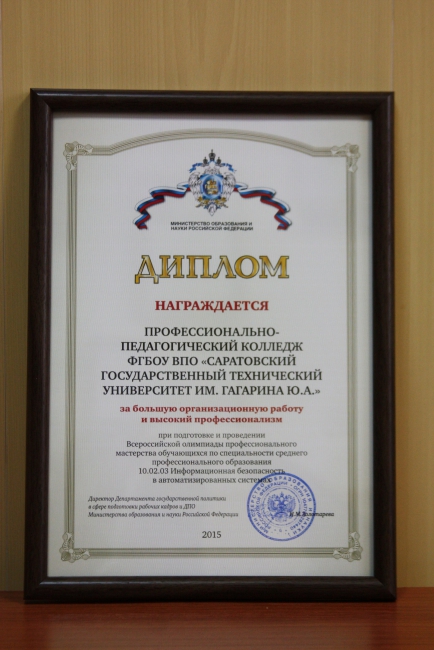 МИНИСТЕРСТВО ОБРАЗОВАНИЯ И
НАУКИ РОССИЙСКОЙ ФЕДЕРАЦИИ
ДИПЛОМ
НАГРАЖДАЕТСЯ
ПРОФЕССИОНАЛЬНО-
ПЕДАГОГИЧЕСКИЙ КОЛЛЕДЖ
ФГБОУ ВПО «САРАТОВСКИЙ
ГОСУДАРСТВЕННЫЙ ТЕХНИЧЕСКИЙ
УНИВЕРСИТЕТ ИМ. ГАГАРИНА Ю.А.»
за большую организационную работу
и высокий профессионализм
при подготовке и проведении
Всероссийской олимпиады профессионального
мастерства обучающихся по специальности среднего
профессионального образования
10.02.03 Информационная безопасность
в автоматизированных системах
Директор Департамента государственной политики
в сфере подготовки рабочих кадров и ДПО
Министерства образования и науки Российской Федерации
Н.М.Золотарева
2015